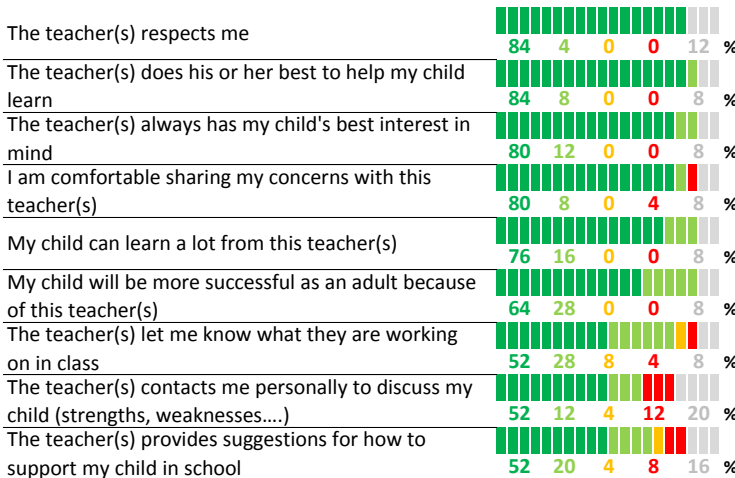 The teacher(s) respects me
84 4 0 0 12 %
The teacher(s) does his or her best to help my child
learn
84 8 0 0 8 %
The teacher(s) always has my child's best interest in
mind
80 12 0 0 8 %
I am comfortable sharing my concerns with this
teacher(s)
80 8 0 4 8 %
My child can learn a lot from this teacher(s)
76 16 0 0 8 %
My child will be more successful as an adult because
of this teacher(s)
64 28 0 0 8 %
The teacher(s) let me know what they are working
on in class
52 28 8 4 8 %
The teacher(s) contacts me personally to discuss my
child (strengths, weaknesses....)
52 12 4 12 20 %
The teacher(s) provides suggestions for how to
support my child in school
52 20 4 8 16 %